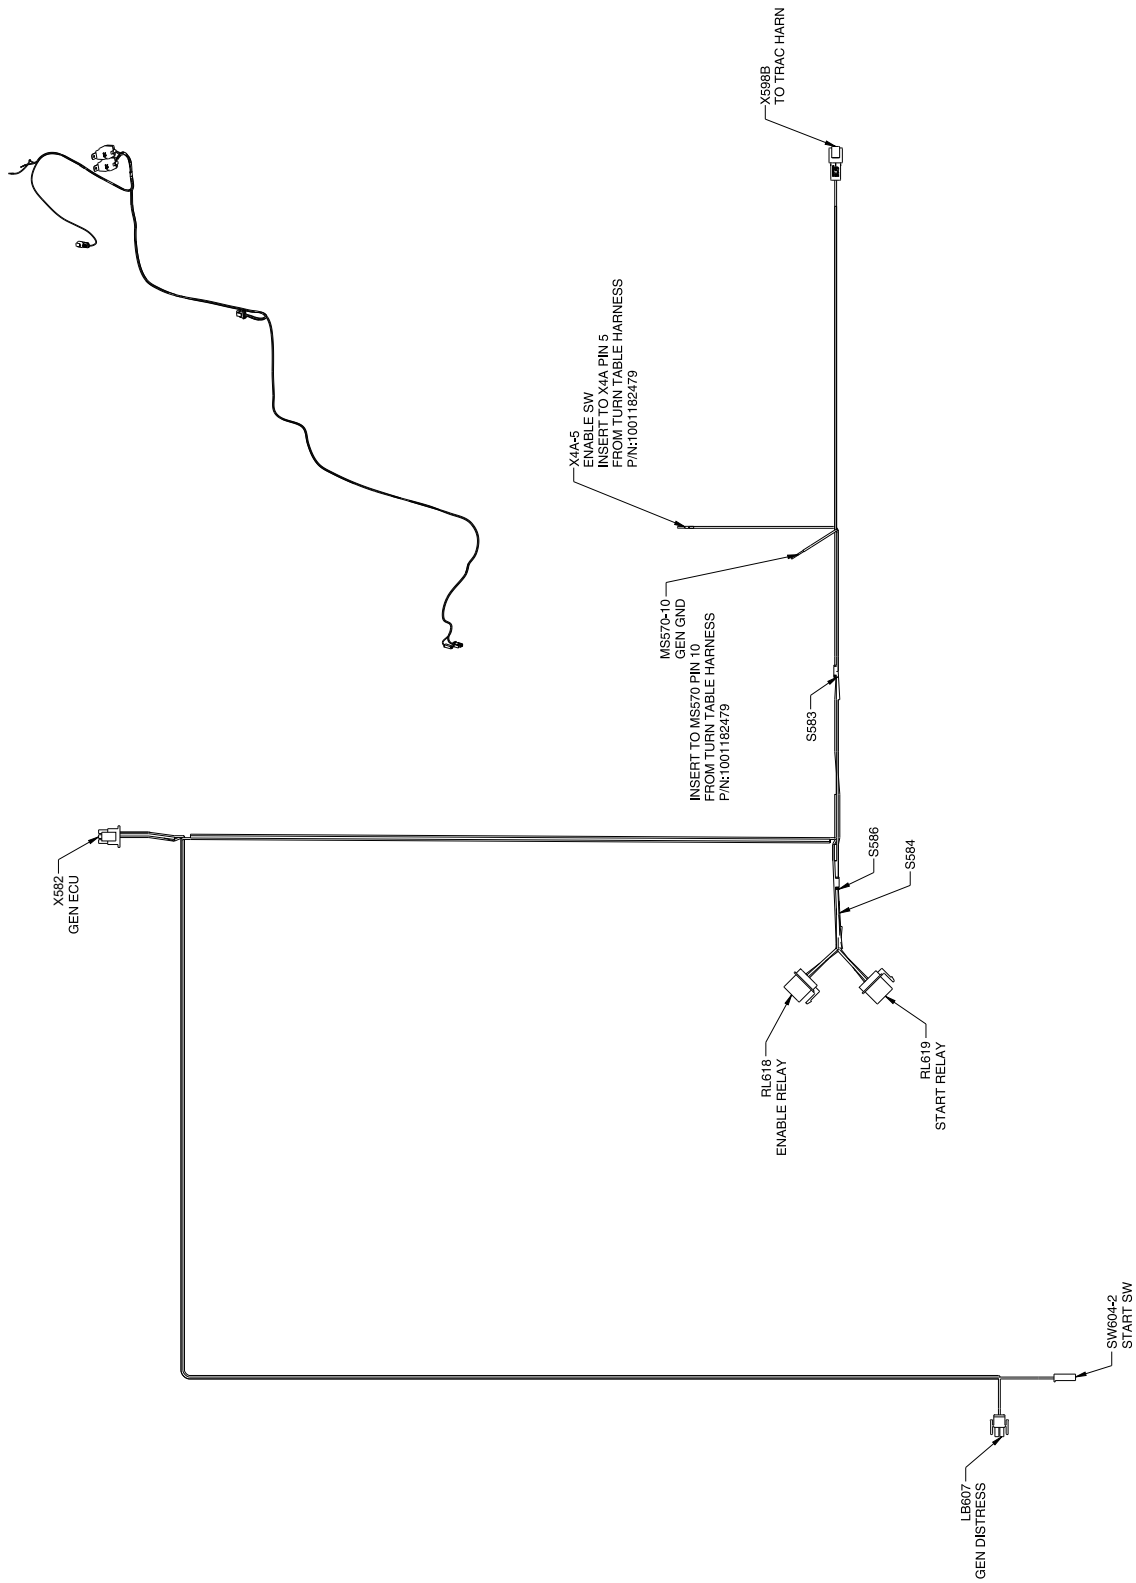 X582
GEN ECU
X598B
TO TRAC HARN
X4A-5
ENABLE SW
INSERT TO X4A PIN 5
FROM TURN TABLE HARNESS
P/N:1001182479
MS570-10
GEN GND
INSERT TO MS570 PIN 10
FROM TURN TABLE HARNESS
P/N:1001182479
S583
S586
S584
RL618
ENABLE RELAY
RL619
START RELAY
LB607
GEN DISTRESS
SW604-2
START SW